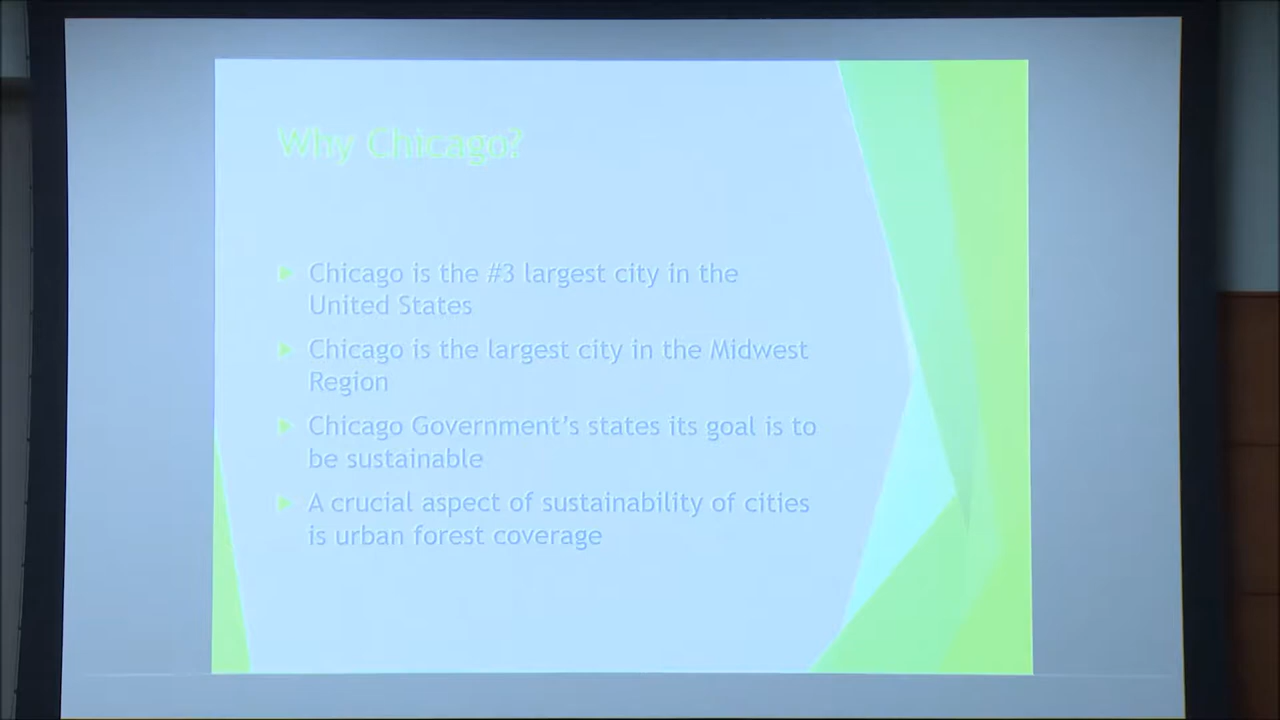 Why Chicago?
Chicago is the #3 largest city in the
United States
Chicago is the largest city in the Midwest
Region
Chicago Government's states its goal is to
be sustainable
A crucial aspect of sustainability of cities
is urban forest coverage